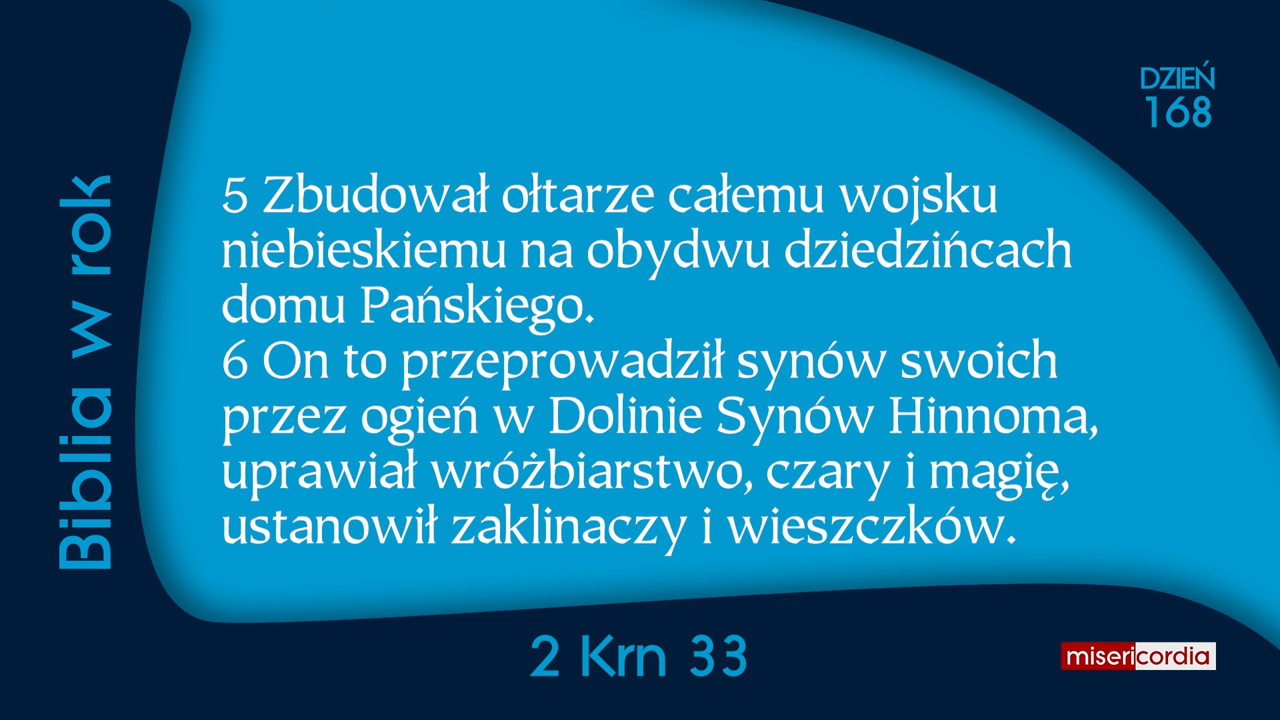 DZIEŃ
168
Biblia w rok
5 Zbudował ołtarze całemu wojsku
niebieskiemu na obydwu dziedzińcach
domu Pańskiego.
6 On to przeprowadził synów swoich
przez ogień w Dolinie Synów Hinnoma,
uprawiał wróżbiarstwo, czary i magię,
ustanowił zaklinaczy i wieszczków.
2 Krn 33
misericordia